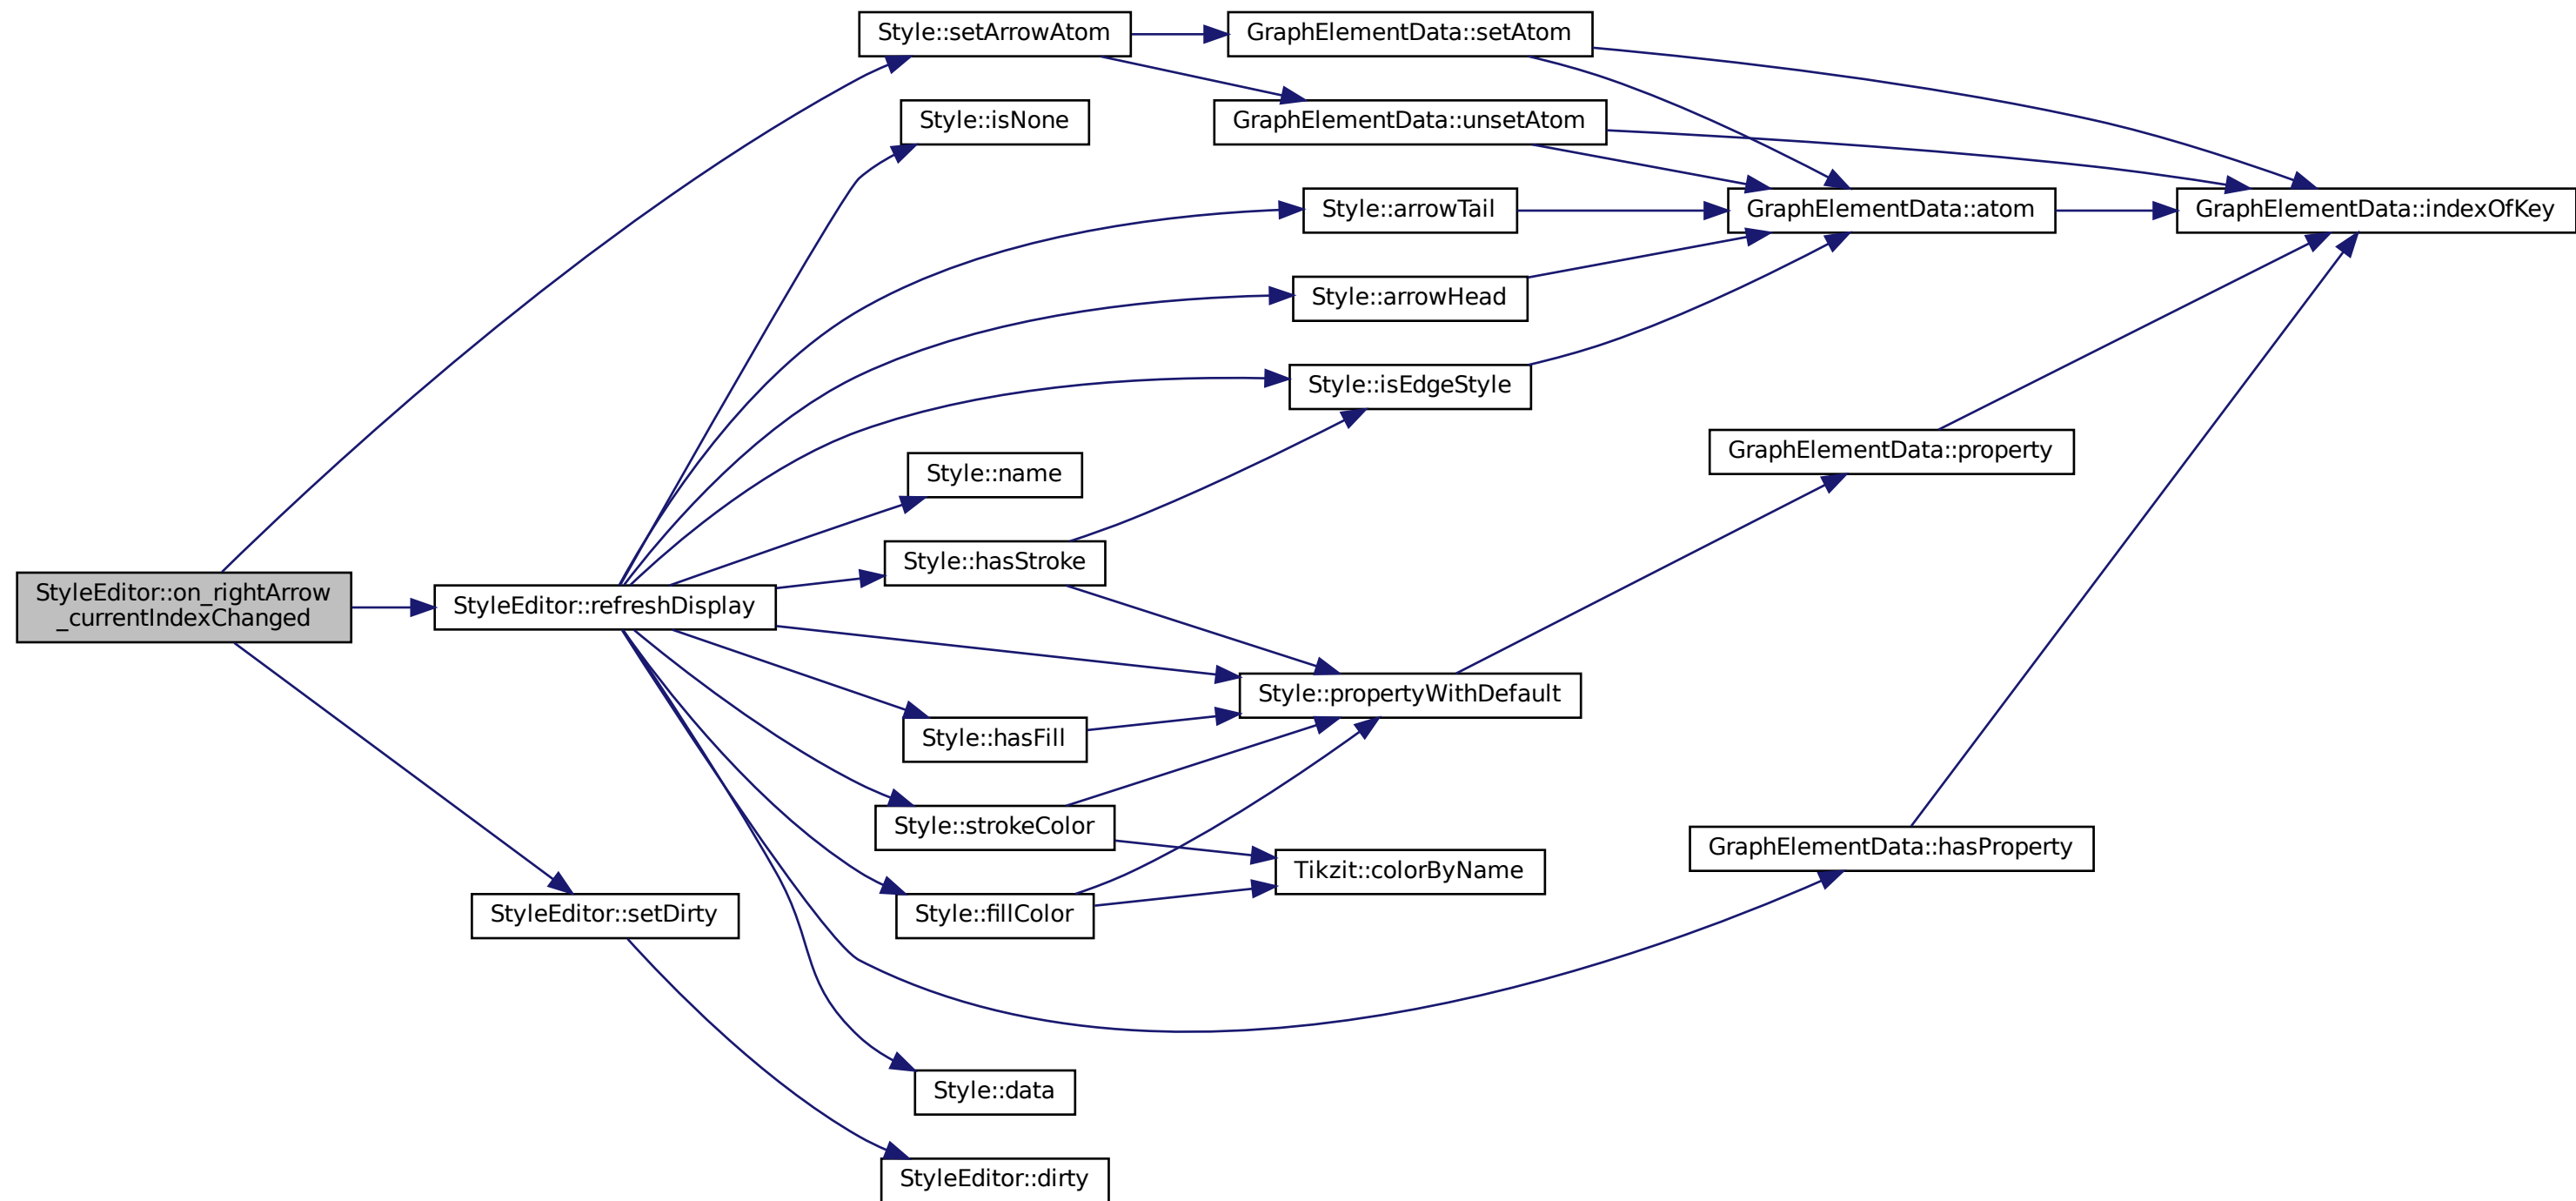 Style::setArrowAtom
GraphElementData::setAtom
Style::isNone
GraphElementData::unsetAtom
Style::arrowTail
GraphElementData::atom
GraphElementData::indexOfKey
Style::arrowHead
Style::isEdgeStyle
GraphElementData::property
Style::name
Style::hasStroke
StyleEditor::on_rightArrow
_currentIndexChanged
StyleEditor::refreshDisplay
Style::propertyWithDefault
Style::hasFill
Style::strokeColor
GraphElementData::hasProperty
Tikzit::colorByName
StyleEditor::setDirty
Style::fillColor
Style::data
StyleEditor::dirty